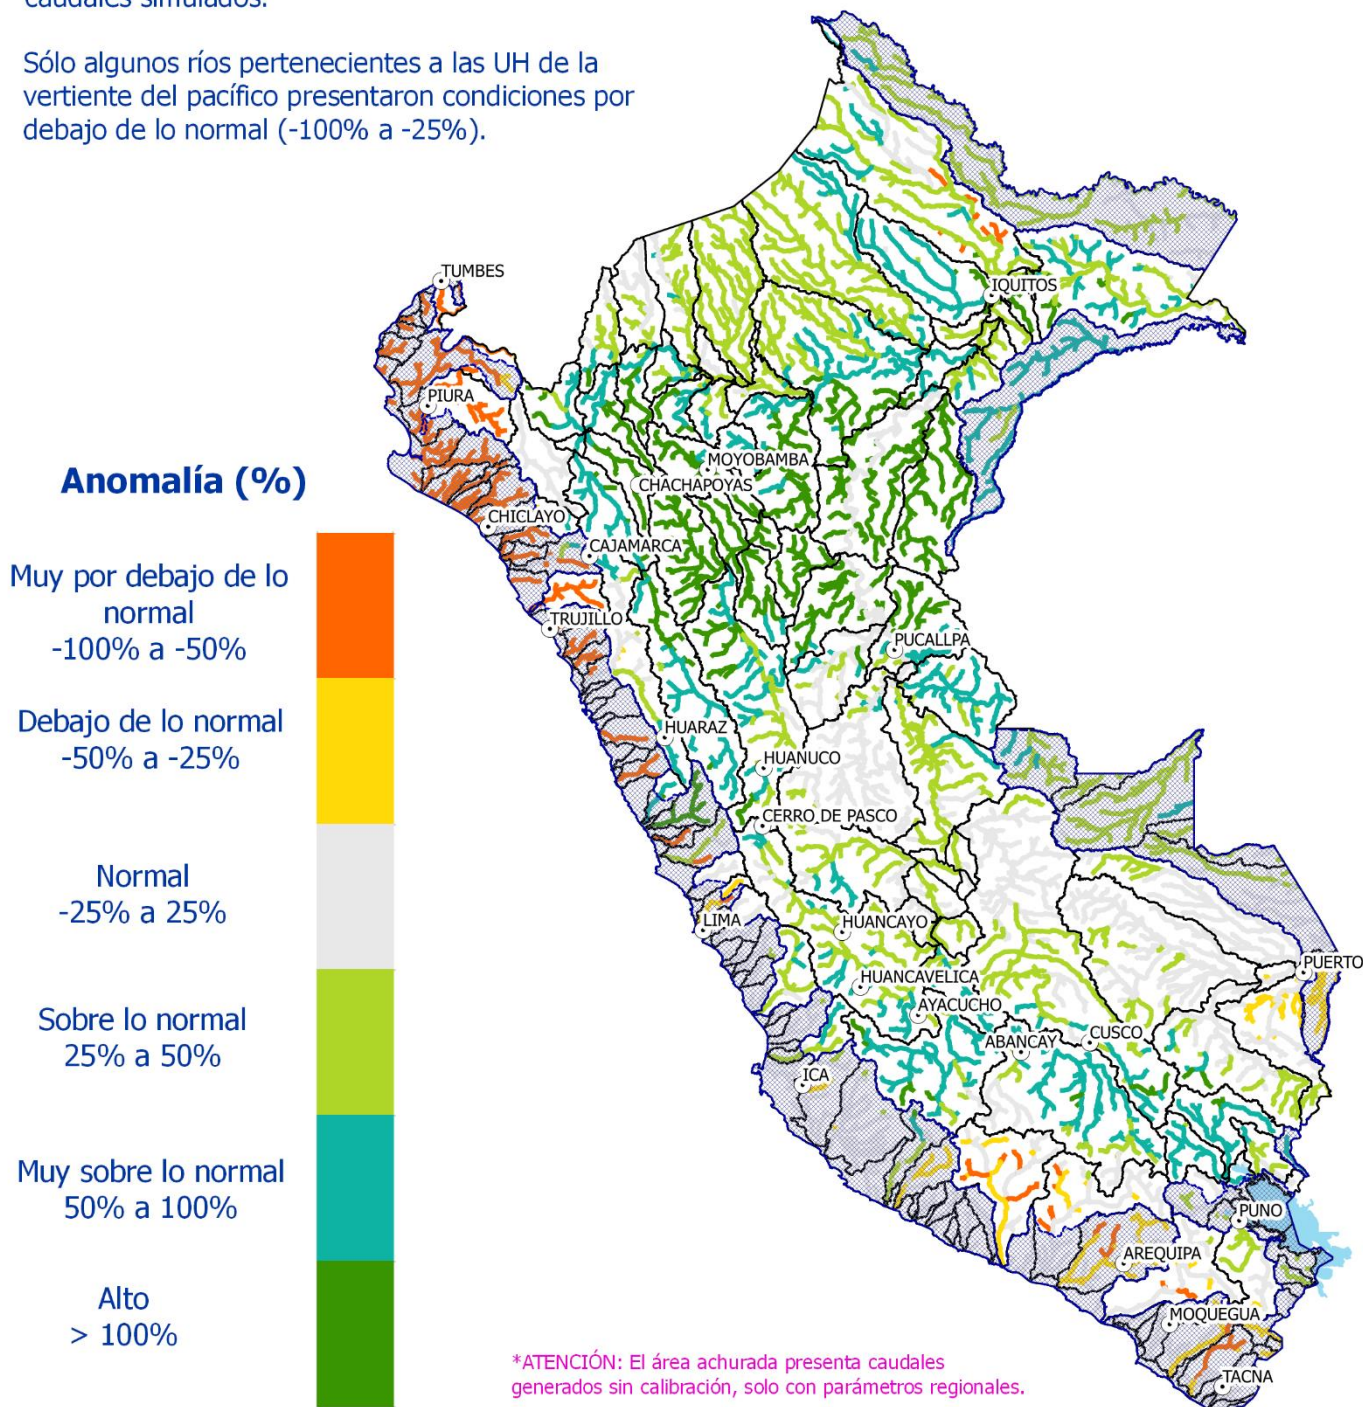 caudales simulados.
Sólo algunos ríos pertenecientes a las UH de la
vertiente del pacífico presentaron condiciones por
debajo de lo normal (-100% a -25%).
TUMBES
IQUITOS
PIURA
MOYOBAMBA
CHACHAPOYAS
CHICLAYO
CAJAMARCA
TRUJILLO
PUCALLPA
HUARAZ
HUANUCO
CERRO DE PASCO
LIMA
HUANCAYO
PUERTO
HUANCAVELICA
AYACUCHO
ABANCAY
CUSCO
ICA
PUNO
AREQUIPA
MOQUEGUA
TACNA
Anomalía (%)
Muy por debajo de lo
normal
-100% a -50%
Debajo de lo normal
-50% a -25%
Normal
-25% a 25%
Sobre lo normal
25% a 50%
Muy sobre lo normal
50% a 100%
Alto
> 100%
*ATENCIÓN: El área achurada presenta caudales
generados sin calibración, solo con parámetros regionales.